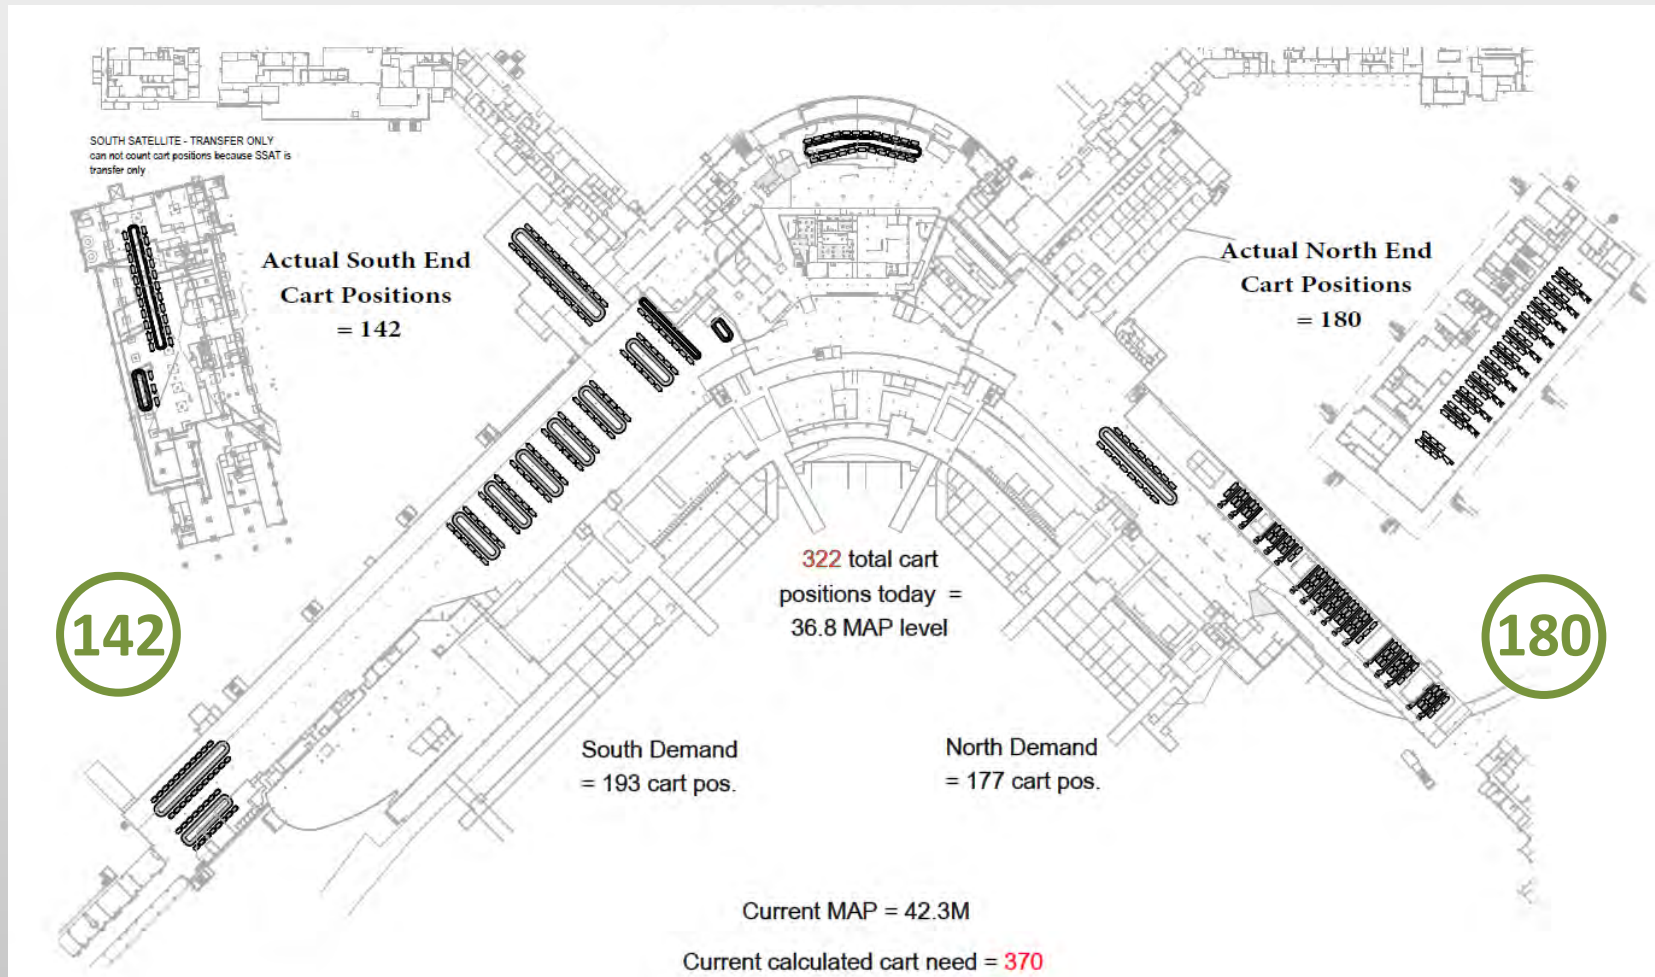 SOUTH SATELLITE - TRANSFER ONLY
can not count cart positions because SSAT is
transfer only
Actual South End
Cart Positions
= 142
Actual North End
Cart Positions
= 180
322 total cart
positions today =
36.8 MAP level
142
180
South Demand
= 193 cart pos.
North Demand
= 177 cart pos.
Current MAP = 42.3M
Current calculated cart need = 370